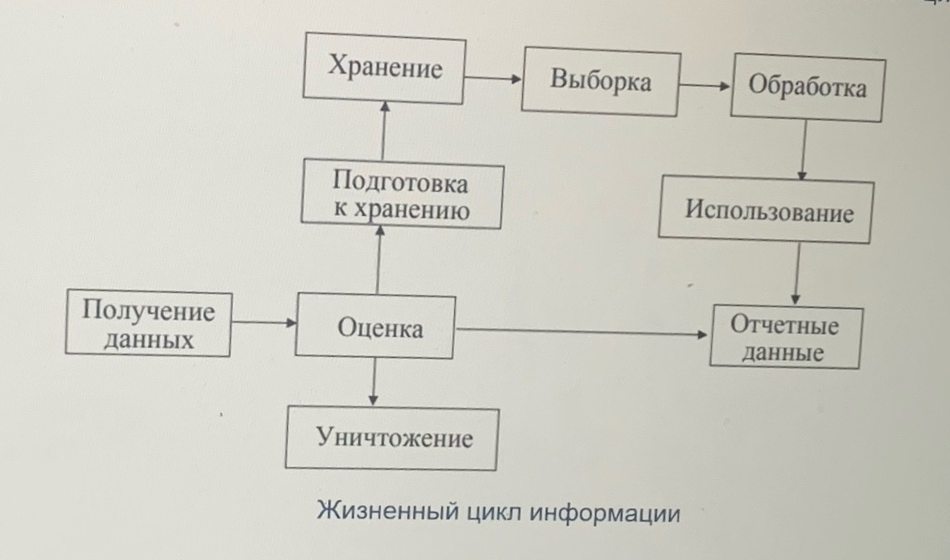 Хранение
Выборка
Обработка
Подготовка
к хранению
Использование
Получение
данных
Оценка
Отчетные
данные
Уничтожение
Жизненный цикл информации